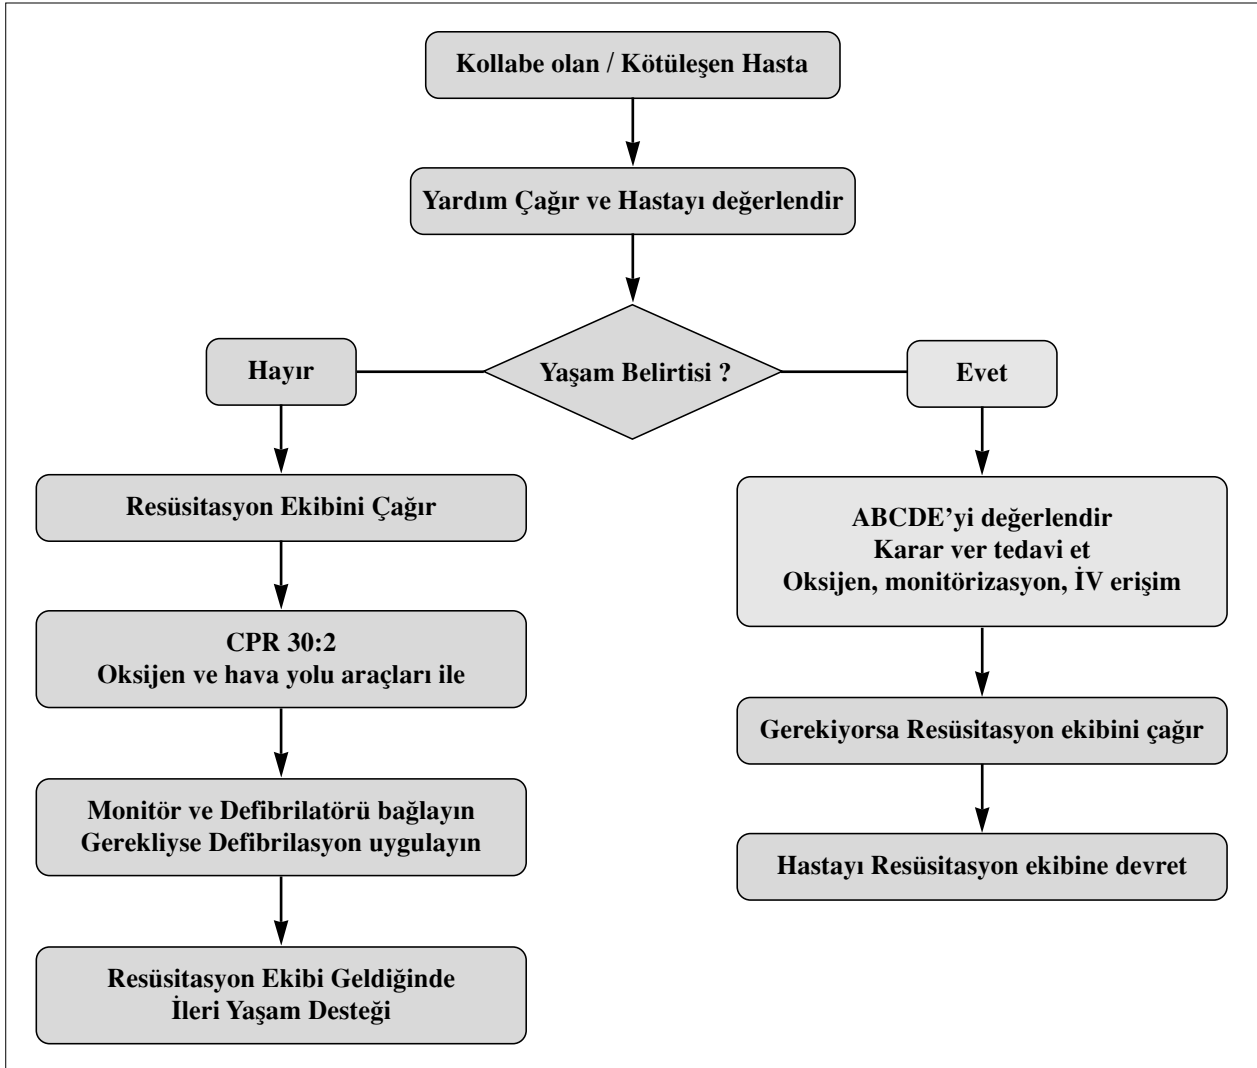 Kollabe olan / Kötüleşen Hasta
Yardım Çağır ve Hastayı değerlendir
Yaşam Belirtisi ?
Hayır
Evet
Resüsitasyon Ekibini Çağır
CPR 30:2
Oksijen ve hava yolu araçları ile
Monitör ve Defibrilatörü bağlayın
Gerekliyse Defibrilasyon uygulayın
Resüsitasyon Ekibi Geldiğinde
İleri Yaşam Desteği
ABCDE’yi değerlendir
Karar ver tedavi et
Oksijen, monitörizasyon, İV erişim
Gerekiyorsa Resüsitasyon ekibini çağır
Hastayı Resüsitasyon ekibine devret